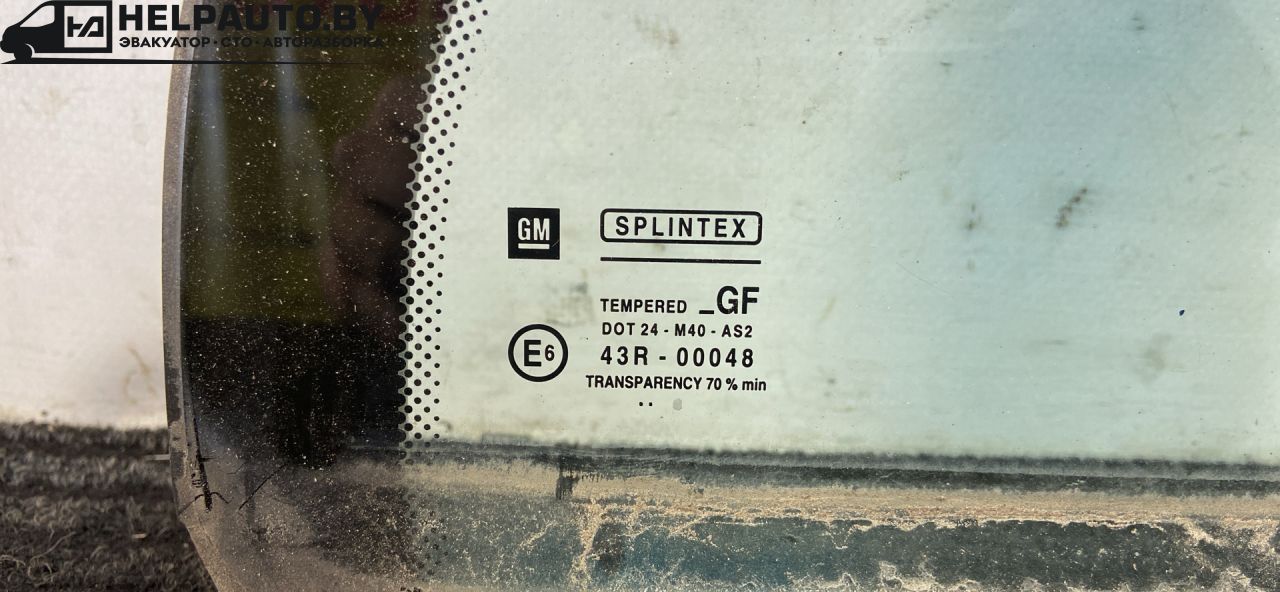 HELPAUTO.BY
ЭВАКУАТОР · СТО · АВТОРАЗБОРКА
GM
SPLINTEX
TEMPERED _GF
DOT 24 - M40 - AS2
E6
43R - 00048
TRANSPARENCY 70 % min
..